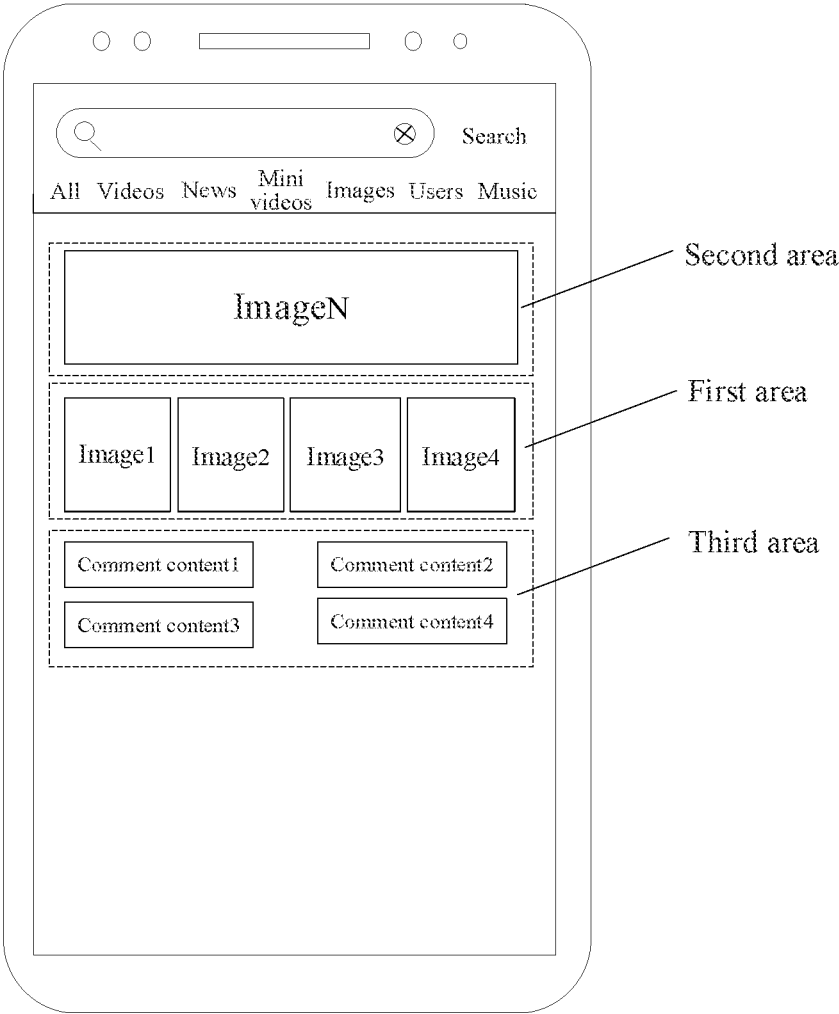 Search
All Videos News Mini videos Images Users Music
Second area
ImageN
First area
Image1 Image2 Image3 Image4
Third area
Comment content1 Comment content2
Comment content3 Comment content4